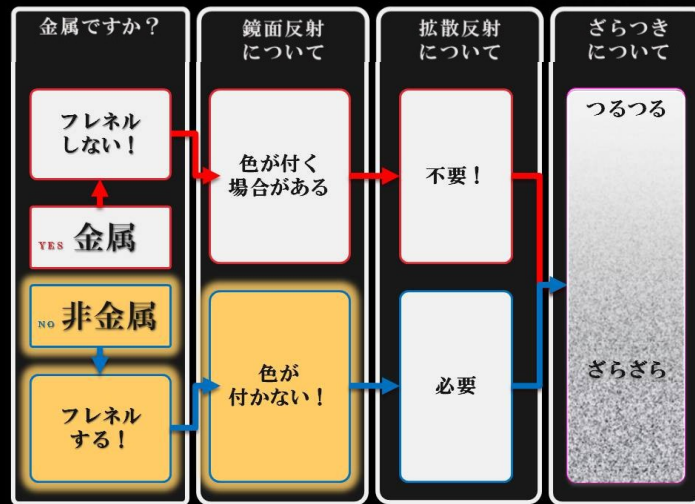 金属ですか?
フレネル
しない!
YES 金属
NO 非金属
フレネル
する!
鏡面反射
について
色が付く
場合がある
色が
付かない!
拡散反射
について
不要!
必要
ざらつき
について
つるつる
ざらざら